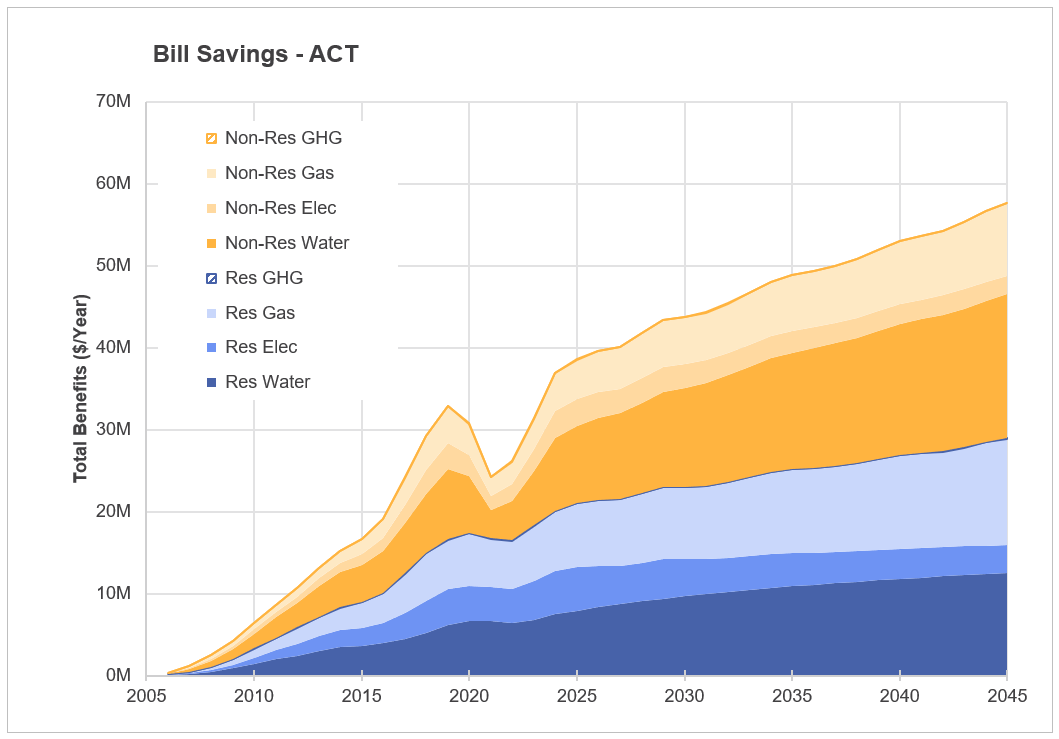 Bill Savings - ACT
Total Benefits ($/Year)
70M
60M
50M
40M
30M
20M
10M
0M
Non-Res GHG
Non-Res Gas
Non-Res Elec
Non-Res Water
Res GHG
Res Gas
Res Elec
Res Water
2005 2010 2015 2020 2025 2030 2035 2040 2045